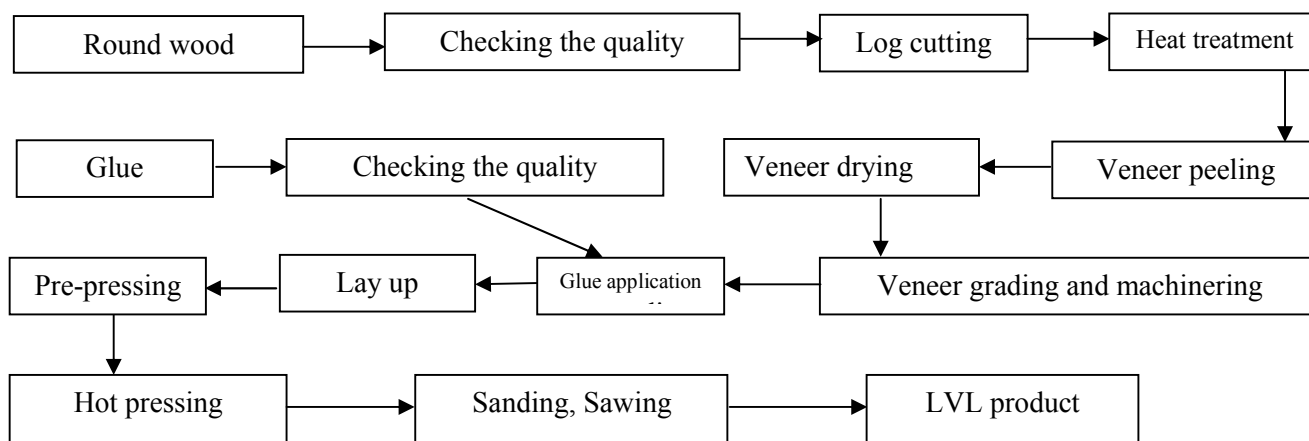 Round wood
Checking the quality
Log cutting
Heat treatment
Glue
Checking the quality
Veneer drying
Veneer peeling
Pre-pressing
Lay up
Glue application
Veneer grading and machinering
Hot pressing
Sanding, Sawing
LVL product